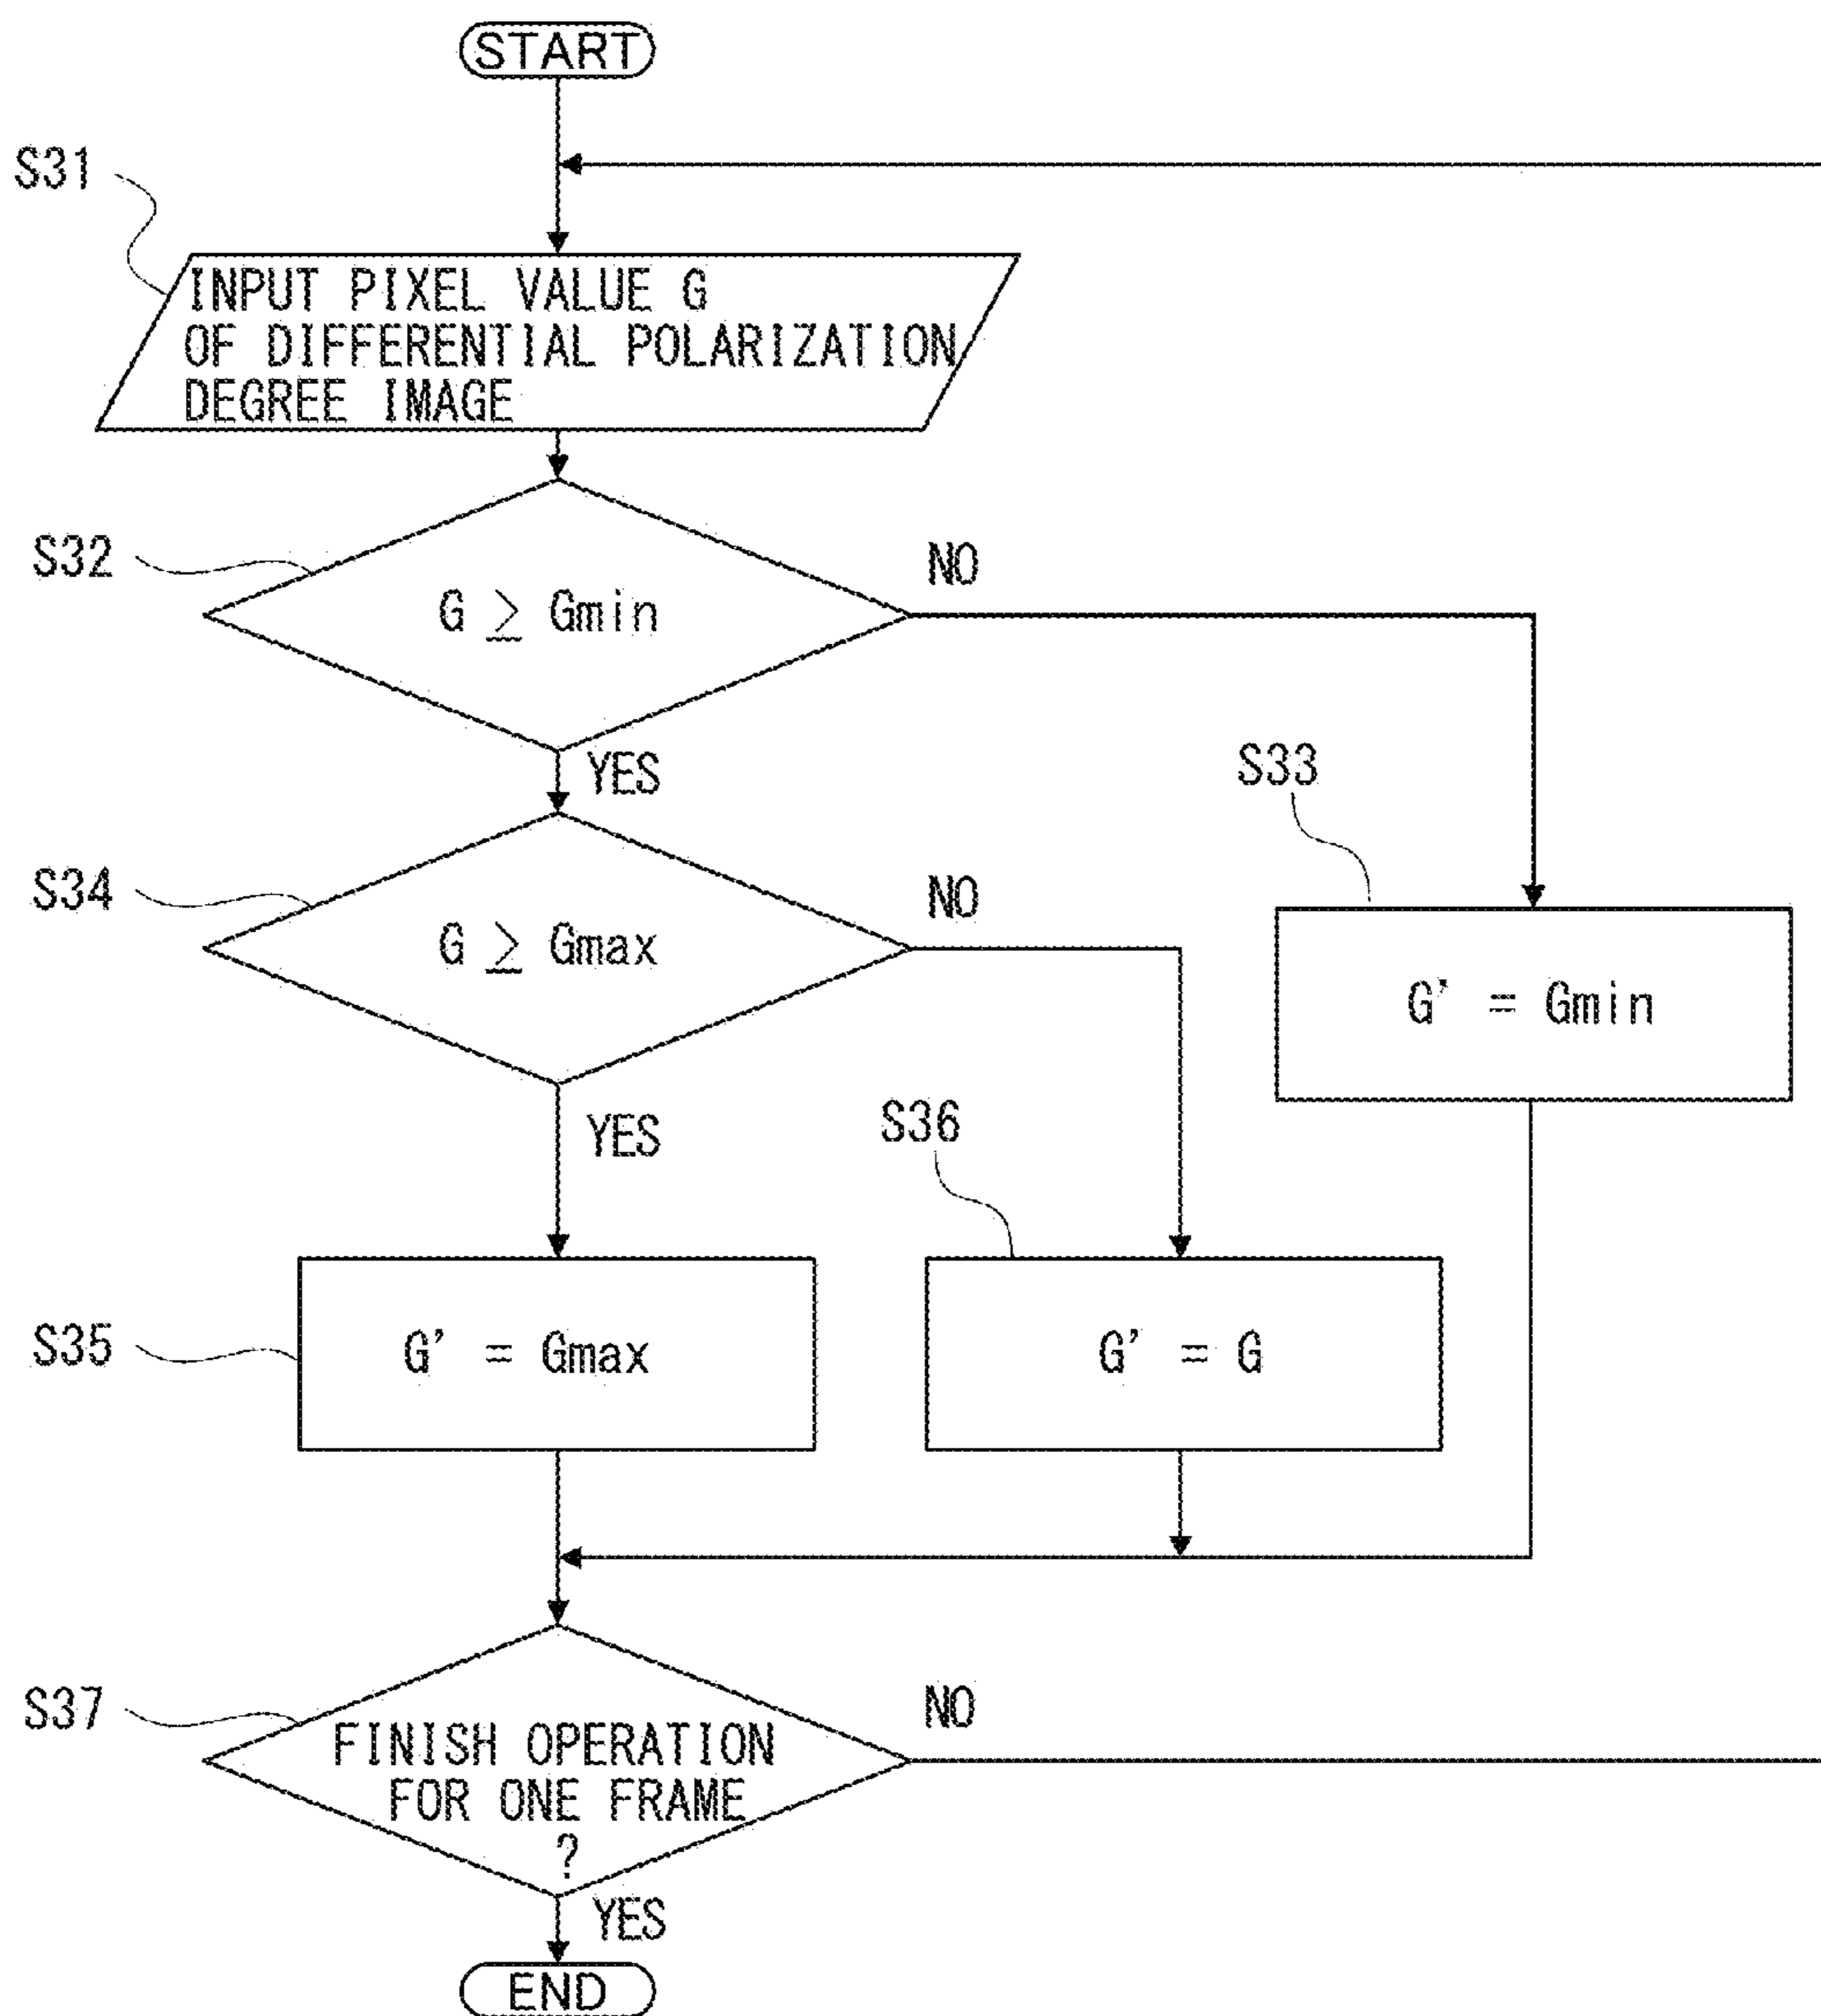 START
S31
INPUT PIXEL VALUE G
OF DIFFERENTIAL POLARIZATION
DEGREE IMAGE
S32
G ≥ Gmin
NO
YES
S33
G' = Gmin
S34
G ≥ Gmax
NO
YES
S36
S35
G' = Gmax
G' = G
S37
FINISH OPERATION
FOR ONE FRAME
?
NO
YES
END